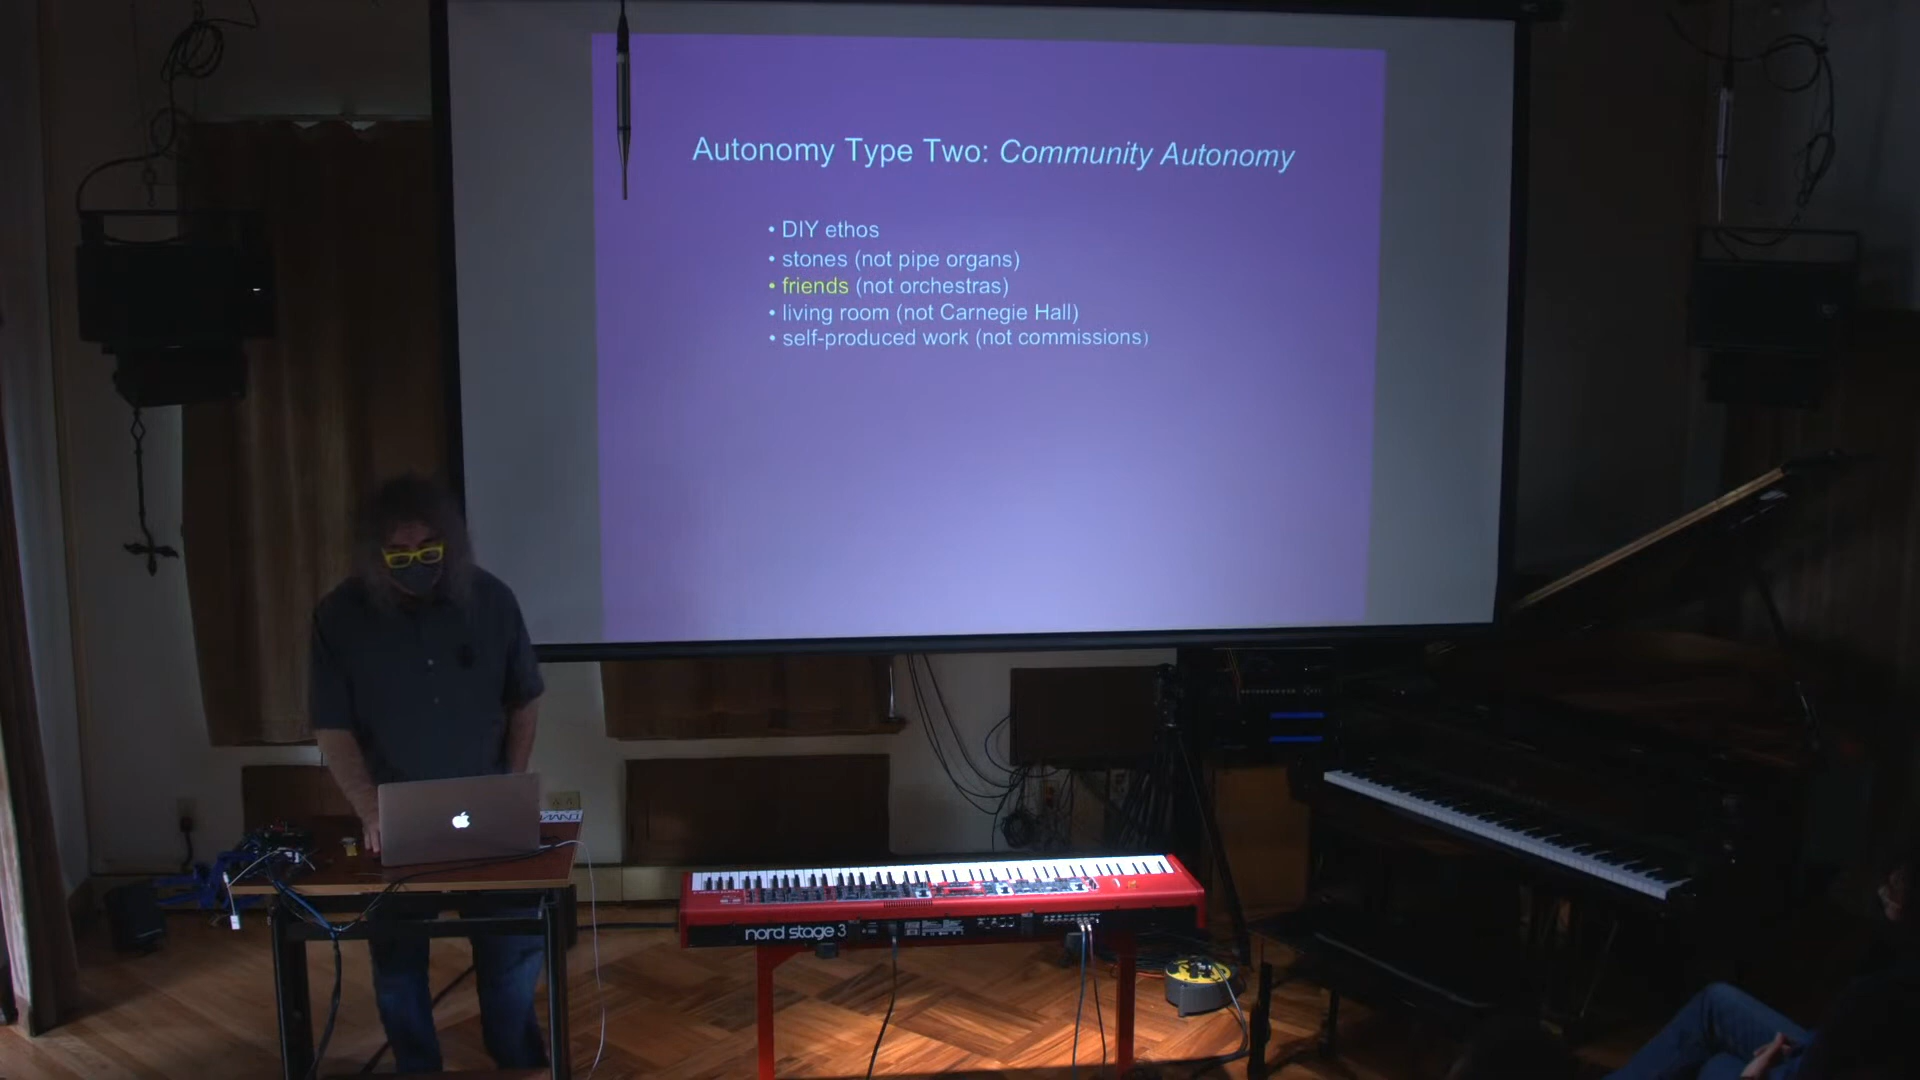 Autonomy Type Two: Community Autonomy
• DIY ethos
• stones (not pipe organs)
• friends (not orchestras)
• living room (not Carnegie Hall)
• self-produced work (not commissions)
nord stage 3